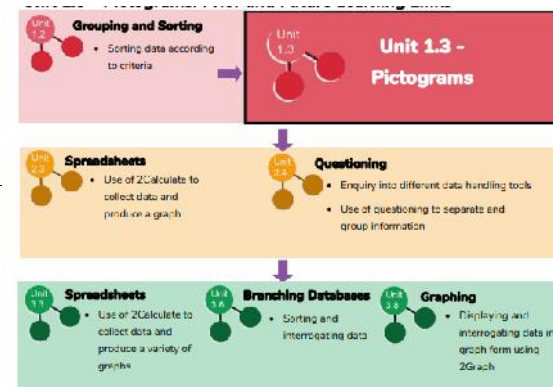 Unit 1.2
Grouping and Sorting
• Sorting data according
to criteria
Unit 1.3
Unit 1.3 -
Pictograms
Unit 2.3
Spreadsheets
• Use of 2Calculate to
collect data and
produce a graph
Unit 2.4
Questioning
• Enquiry into different data handling tools
• Use of questioning to separate and
group information
Unit 3.3
Spreadsheets
• Use of 2Calculate to
collect data and
produce a variety of
graphs
Unit 3.6
Branching Databases
• Sorting and
interrogating data
Unit 3.8
Graphing
• Displaying and
interrogating data in
graph form using
2Graph